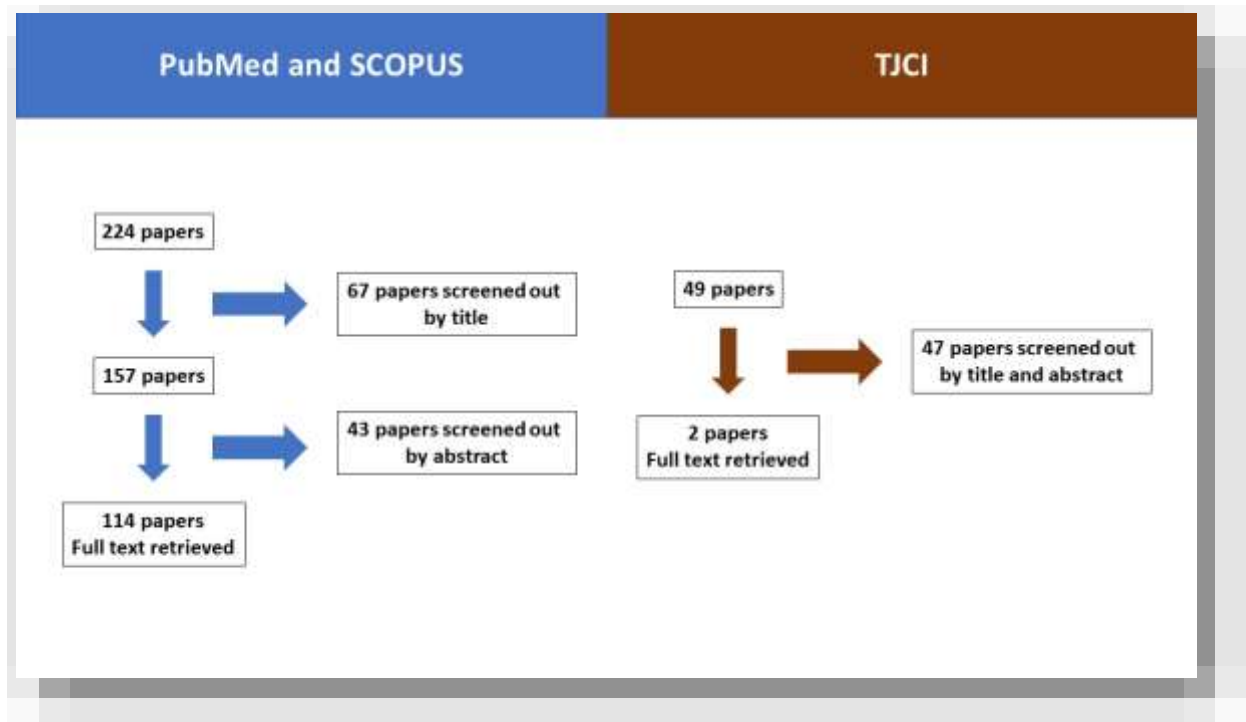 PubMed and SCOPUS
TJCI
224 papers
67 papers screened out
by title
157 papers
43 papers screened out
by abstract
114 papers
Full text retrieved
49 papers
47 papers screened out
by title and abstract
2 papers
Full text retrieved